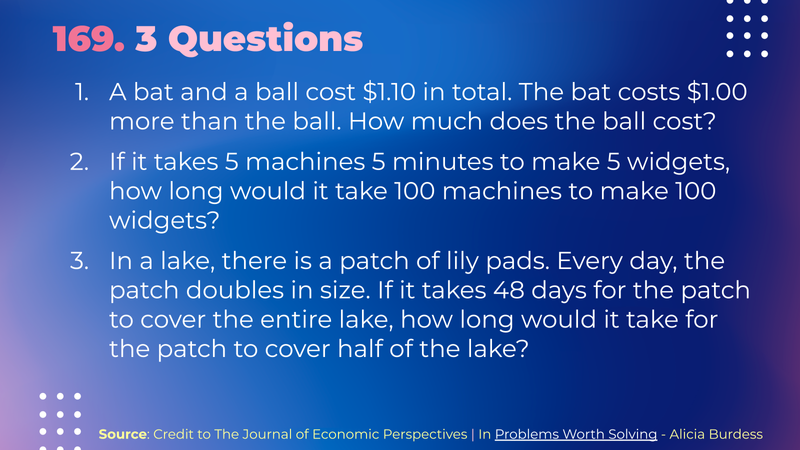 169. 3 Questions
1. A bat and a ball cost $1.10 in total. The bat costs $1.00
more than the ball. How much does the ball cost?
2. If it takes 5 machines 5 minutes to make 5 widgets,
how long would it take 100 machines to make 100
widgets?
3. In a lake, there is a patch of lily pads. Every day, the
patch doubles in size. If it takes 48 days for the patch
to cover the entire lake, how long would it take for
the patch to cover half of the lake?
Source: Credit to The Journal of Economic Perspectives | In Problems Worth Solving - Alicia Burdess